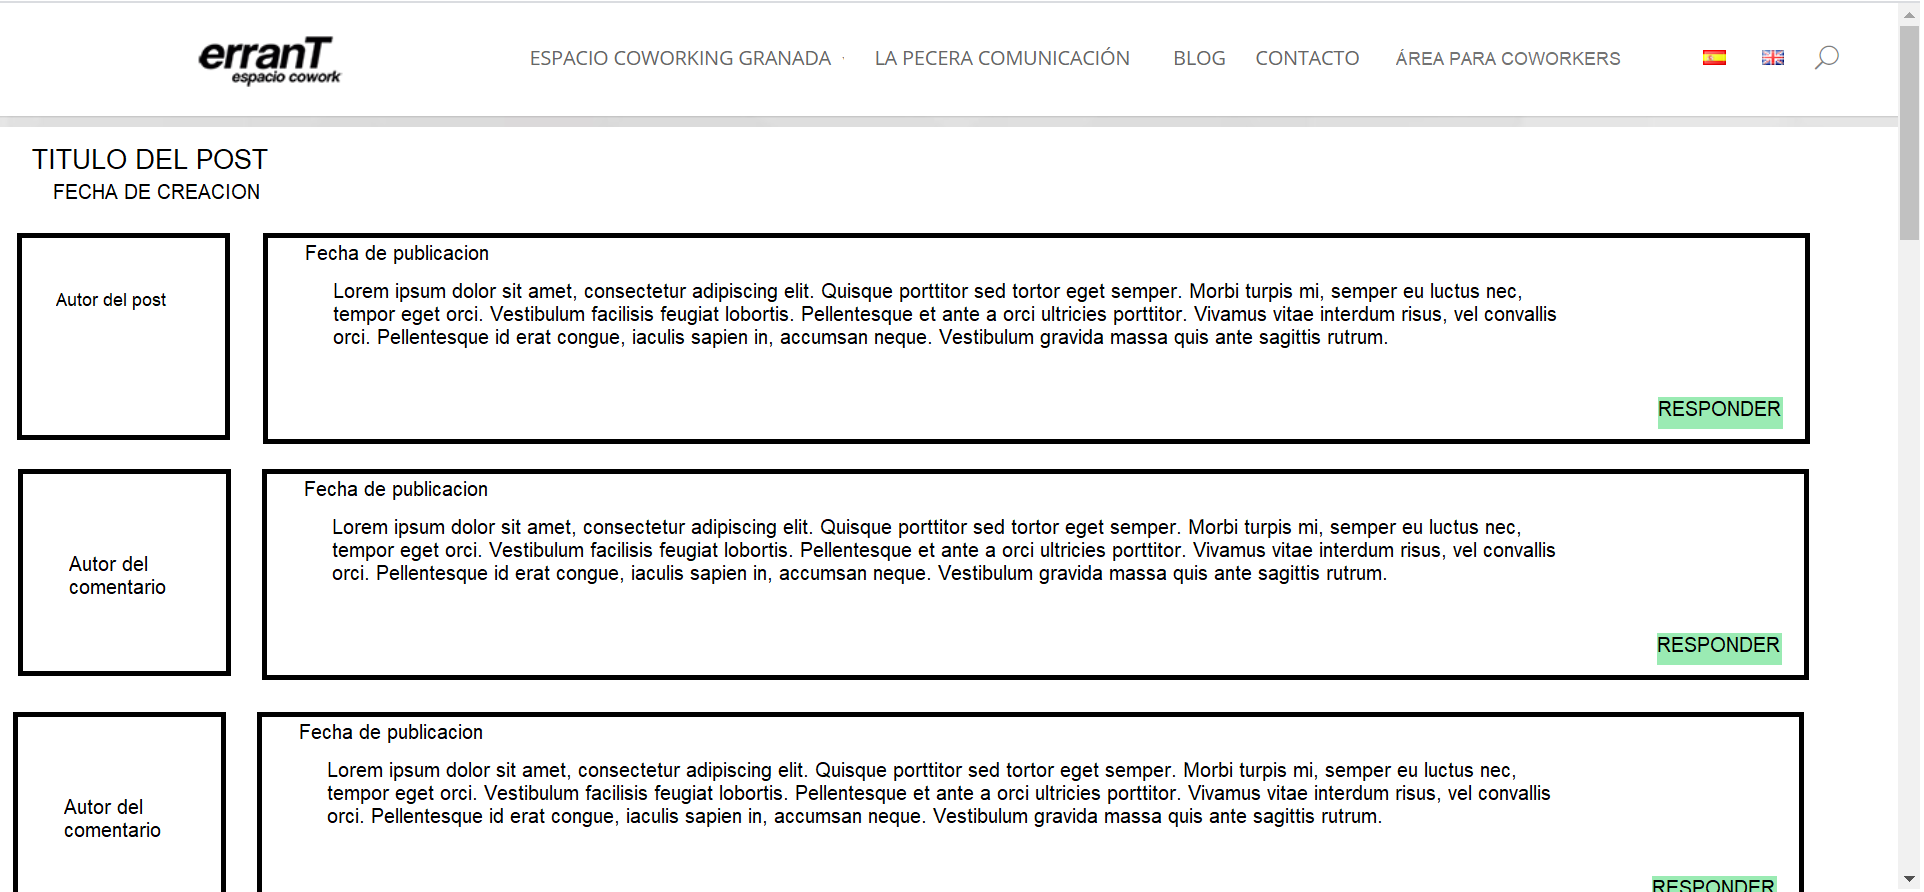 erranT
espacio cowork
ESPACIO COWORKING GRANADA
LA PECERA COMUNICACIÓN
BLOG
CONTACTO
ÁREA PARA COWORKERS
TITULO DEL POST
FECHA DE CREACION
Autor del post
Fecha de publicacion
Lorem ipsum dolor sit amet, consectetur adipiscing elit. Quisque porttitor sed tortor eget semper. Morbi turpis mi, semper eu luctus nec,
tempor eget orci. Vestibulum facilisis feugiat lobortis. Pellentesque et ante a orci ultricies porttitor. Vivamus vitae interdum risus, vel convallis
orci. Pellentesque id erat congue, iaculis sapien in, accumsan neque. Vestibulum gravida massa quis ante sagittis rutrum.
RESPONDER
Autor del
comentario
Fecha de publicacion
Lorem ipsum dolor sit amet, consectetur adipiscing elit. Quisque porttitor sed tortor eget semper. Morbi turpis mi, semper eu luctus nec,
tempor eget orci. Vestibulum facilisis feugiat lobortis. Pellentesque et ante a orci ultricies porttitor. Vivamus vitae interdum risus, vel convallis
orci. Pellentesque id erat congue, iaculis sapien in, accumsan neque. Vestibulum gravida massa quis ante sagittis rutrum.
RESPONDER
Autor del
comentario
Fecha de publicacion
Lorem ipsum dolor sit amet, consectetur adipiscing elit. Quisque porttitor sed tortor eget semper. Morbi turpis mi, semper eu luctus nec,
tempor eget orci. Vestibulum facilisis feugiat lobortis. Pellentesque et ante a orci ultricies porttitor. Vivamus vitae interdum risus, vel convallis
orci. Pellentesque id erat congue, iaculis sapien in, accumsan neque. Vestibulum gravida massa quis ante sagittis rutrum.
RESPONDER